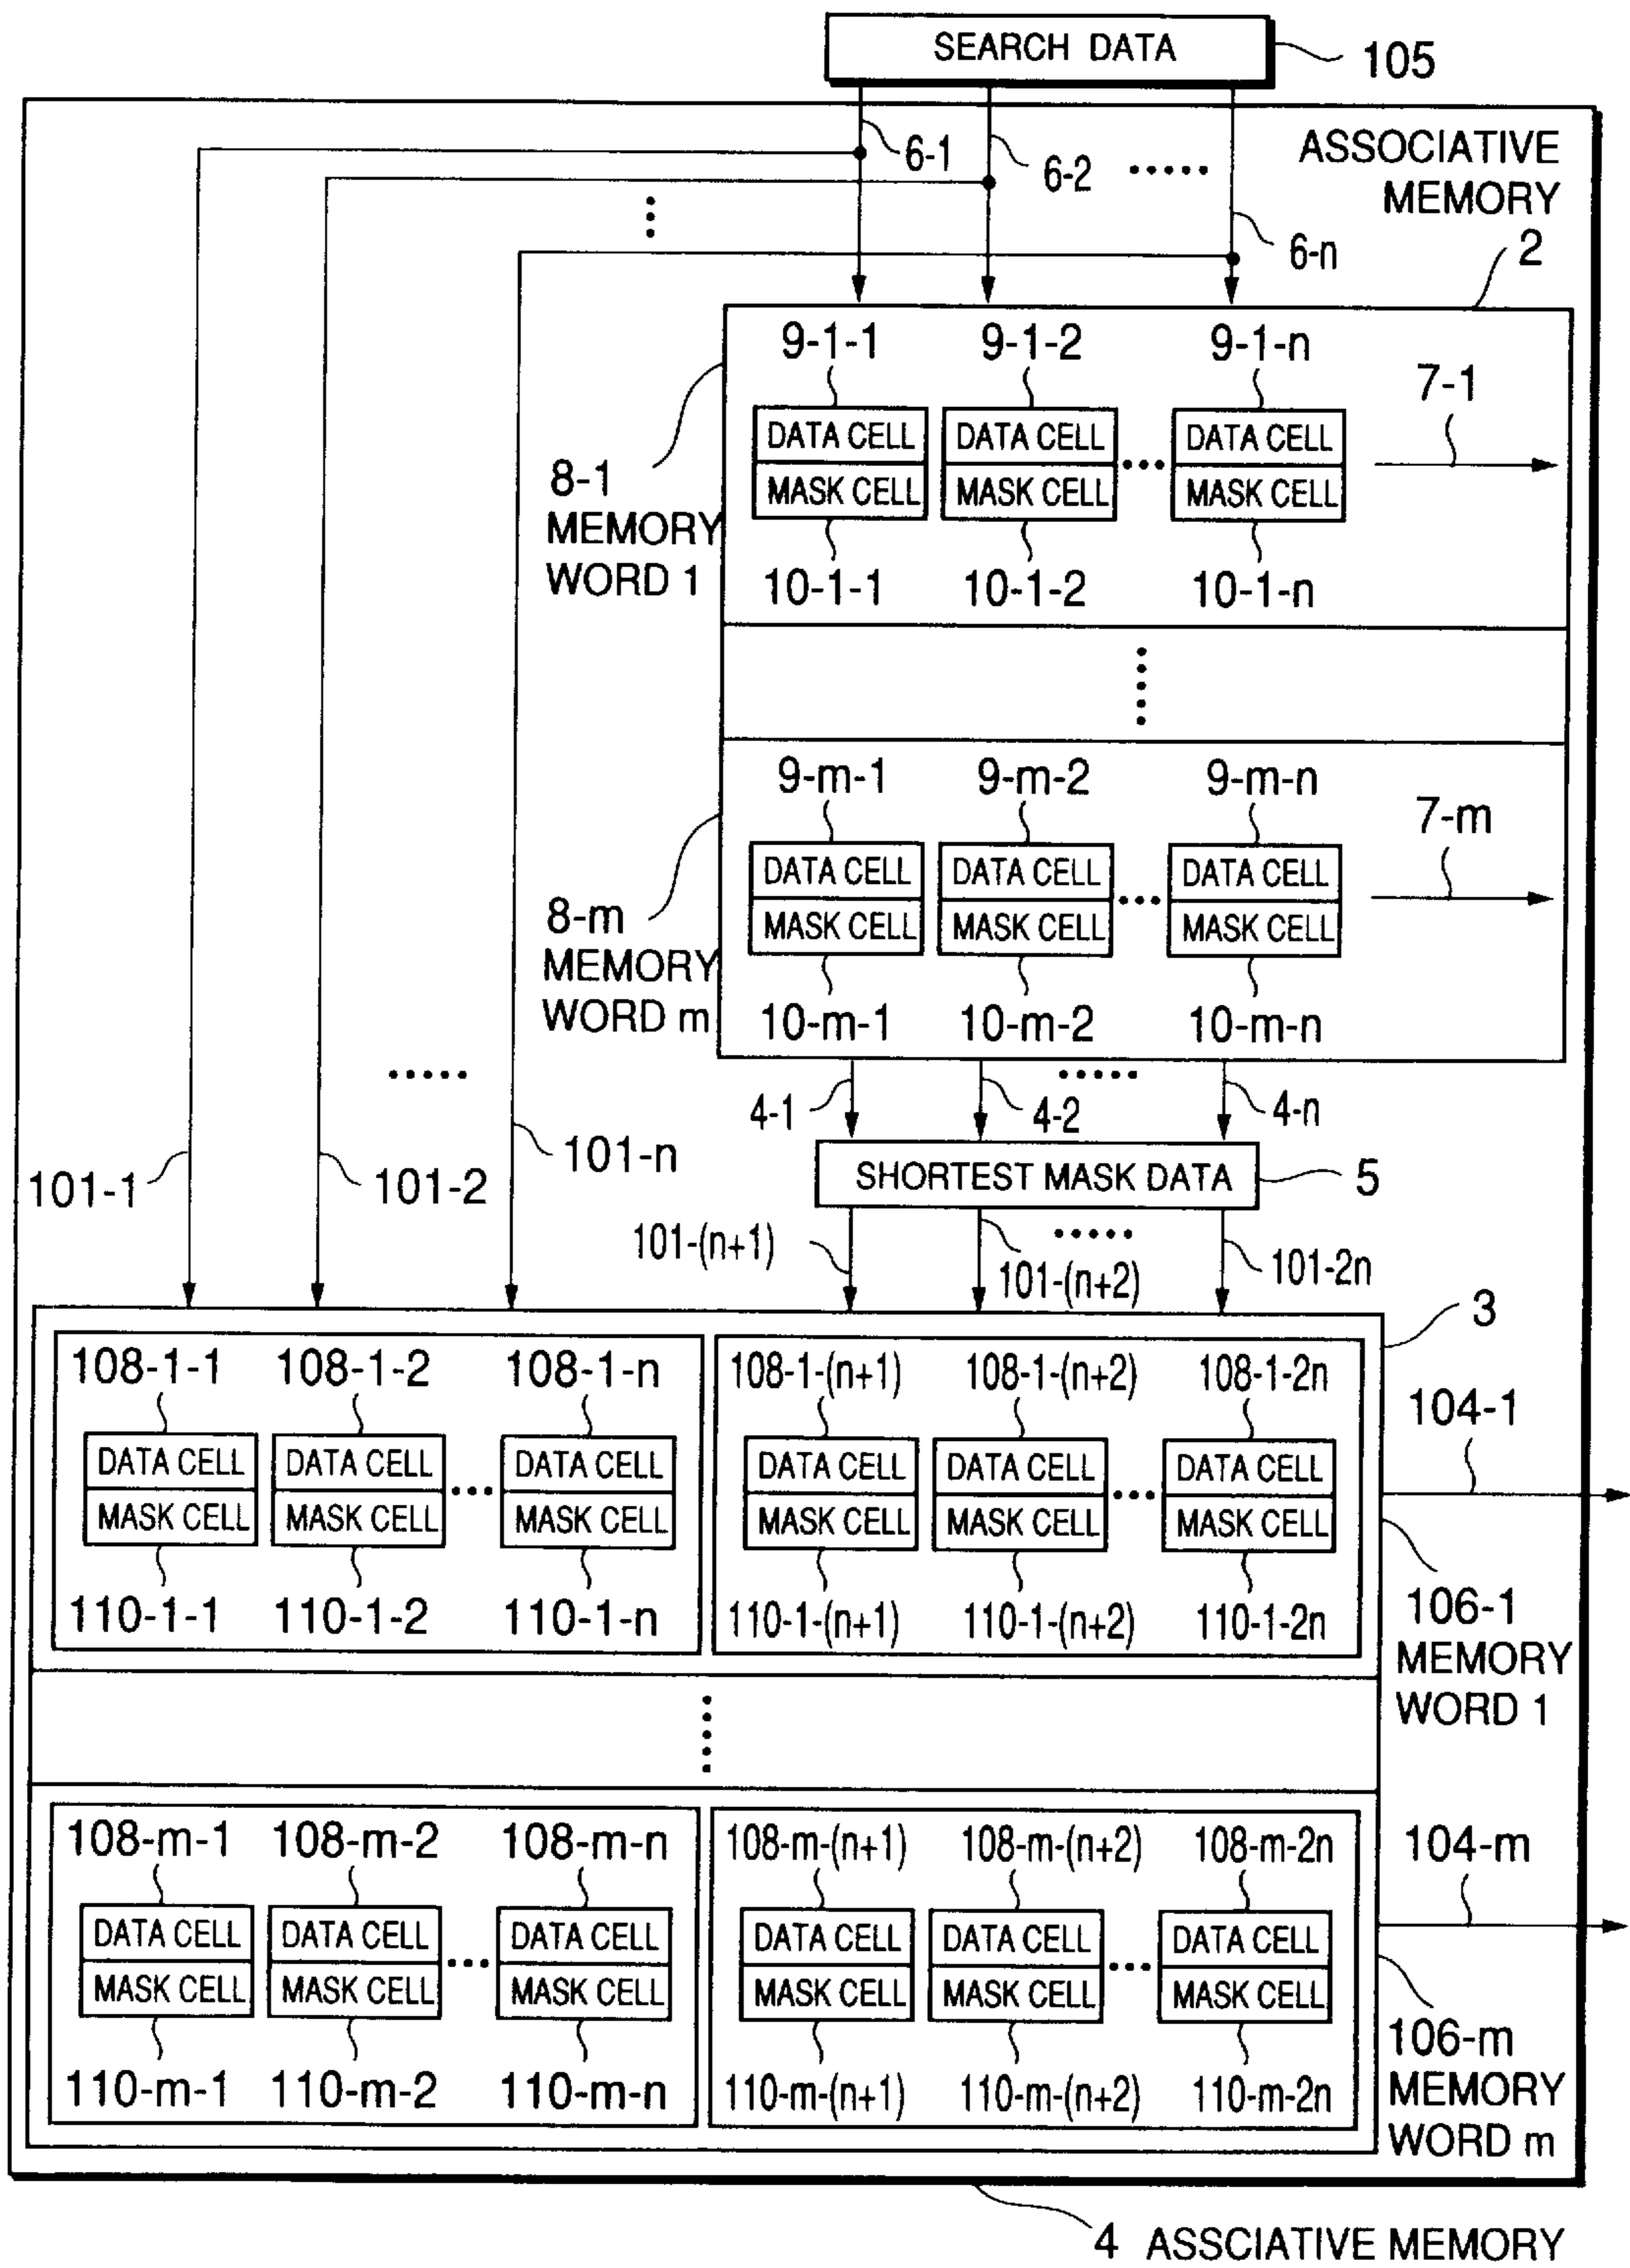 SEARCH DATA
105
6-1
6-2
ASSOCIATIVE
MEMORY
6-n
2
9-1-1 9-1-2 9-1-n
7-1
DATA CELL DATA CELL DATA CELL
8-1
MASK CELL MASK CELL MASK CELL
MEMORY
WORD 1
10-1-1 10-1-2 10-1-n
9-m-1 9-m-2 9-m-n
7-m
DATA CELL DATA CELL DATA CELL
8-m
MASK CELL MASK CELL MASK CELL
MEMORY
WORD m
10-m-1 10-m-2 10-m-n
4-1 4-2 4-n
101-1 101-2 101-n
SHORTEST MASK DATA
5
101-(n+1) 101-(n+2) 101-2n
3
108-1-1 108-1-2 108-1-n 108-1-(n+1) 108-1-(n+2) 108-1-2n
104-1
DATA CELL DATA CELL DATA CELL DATA CELL DATA CELL DATA CELL
MASK CELL MASK CELL MASK CELL MASK CELL MASK CELL MASK CELL
110-1-1 110-1-2 110-1-n 110-1-(n+1) 110-1-(n+2) 110-1-2n
106-1
MEMORY
WORD 1
108-m-1 108-m-2 108-m-n 108-m-(n+1) 108-m-(n+2) 108-m-2n
104-m
DATA CELL DATA CELL DATA CELL DATA CELL DATA CELL DATA CELL
MASK CELL MASK CELL MASK CELL MASK CELL MASK CELL MASK CELL
110-m-1 110-m-2 110-m-n 110-m-(n+1) 110-m-(n+2) 110-m-2n
106-m
MEMORY
WORD m
4 ASSCIATIVE MEMORY